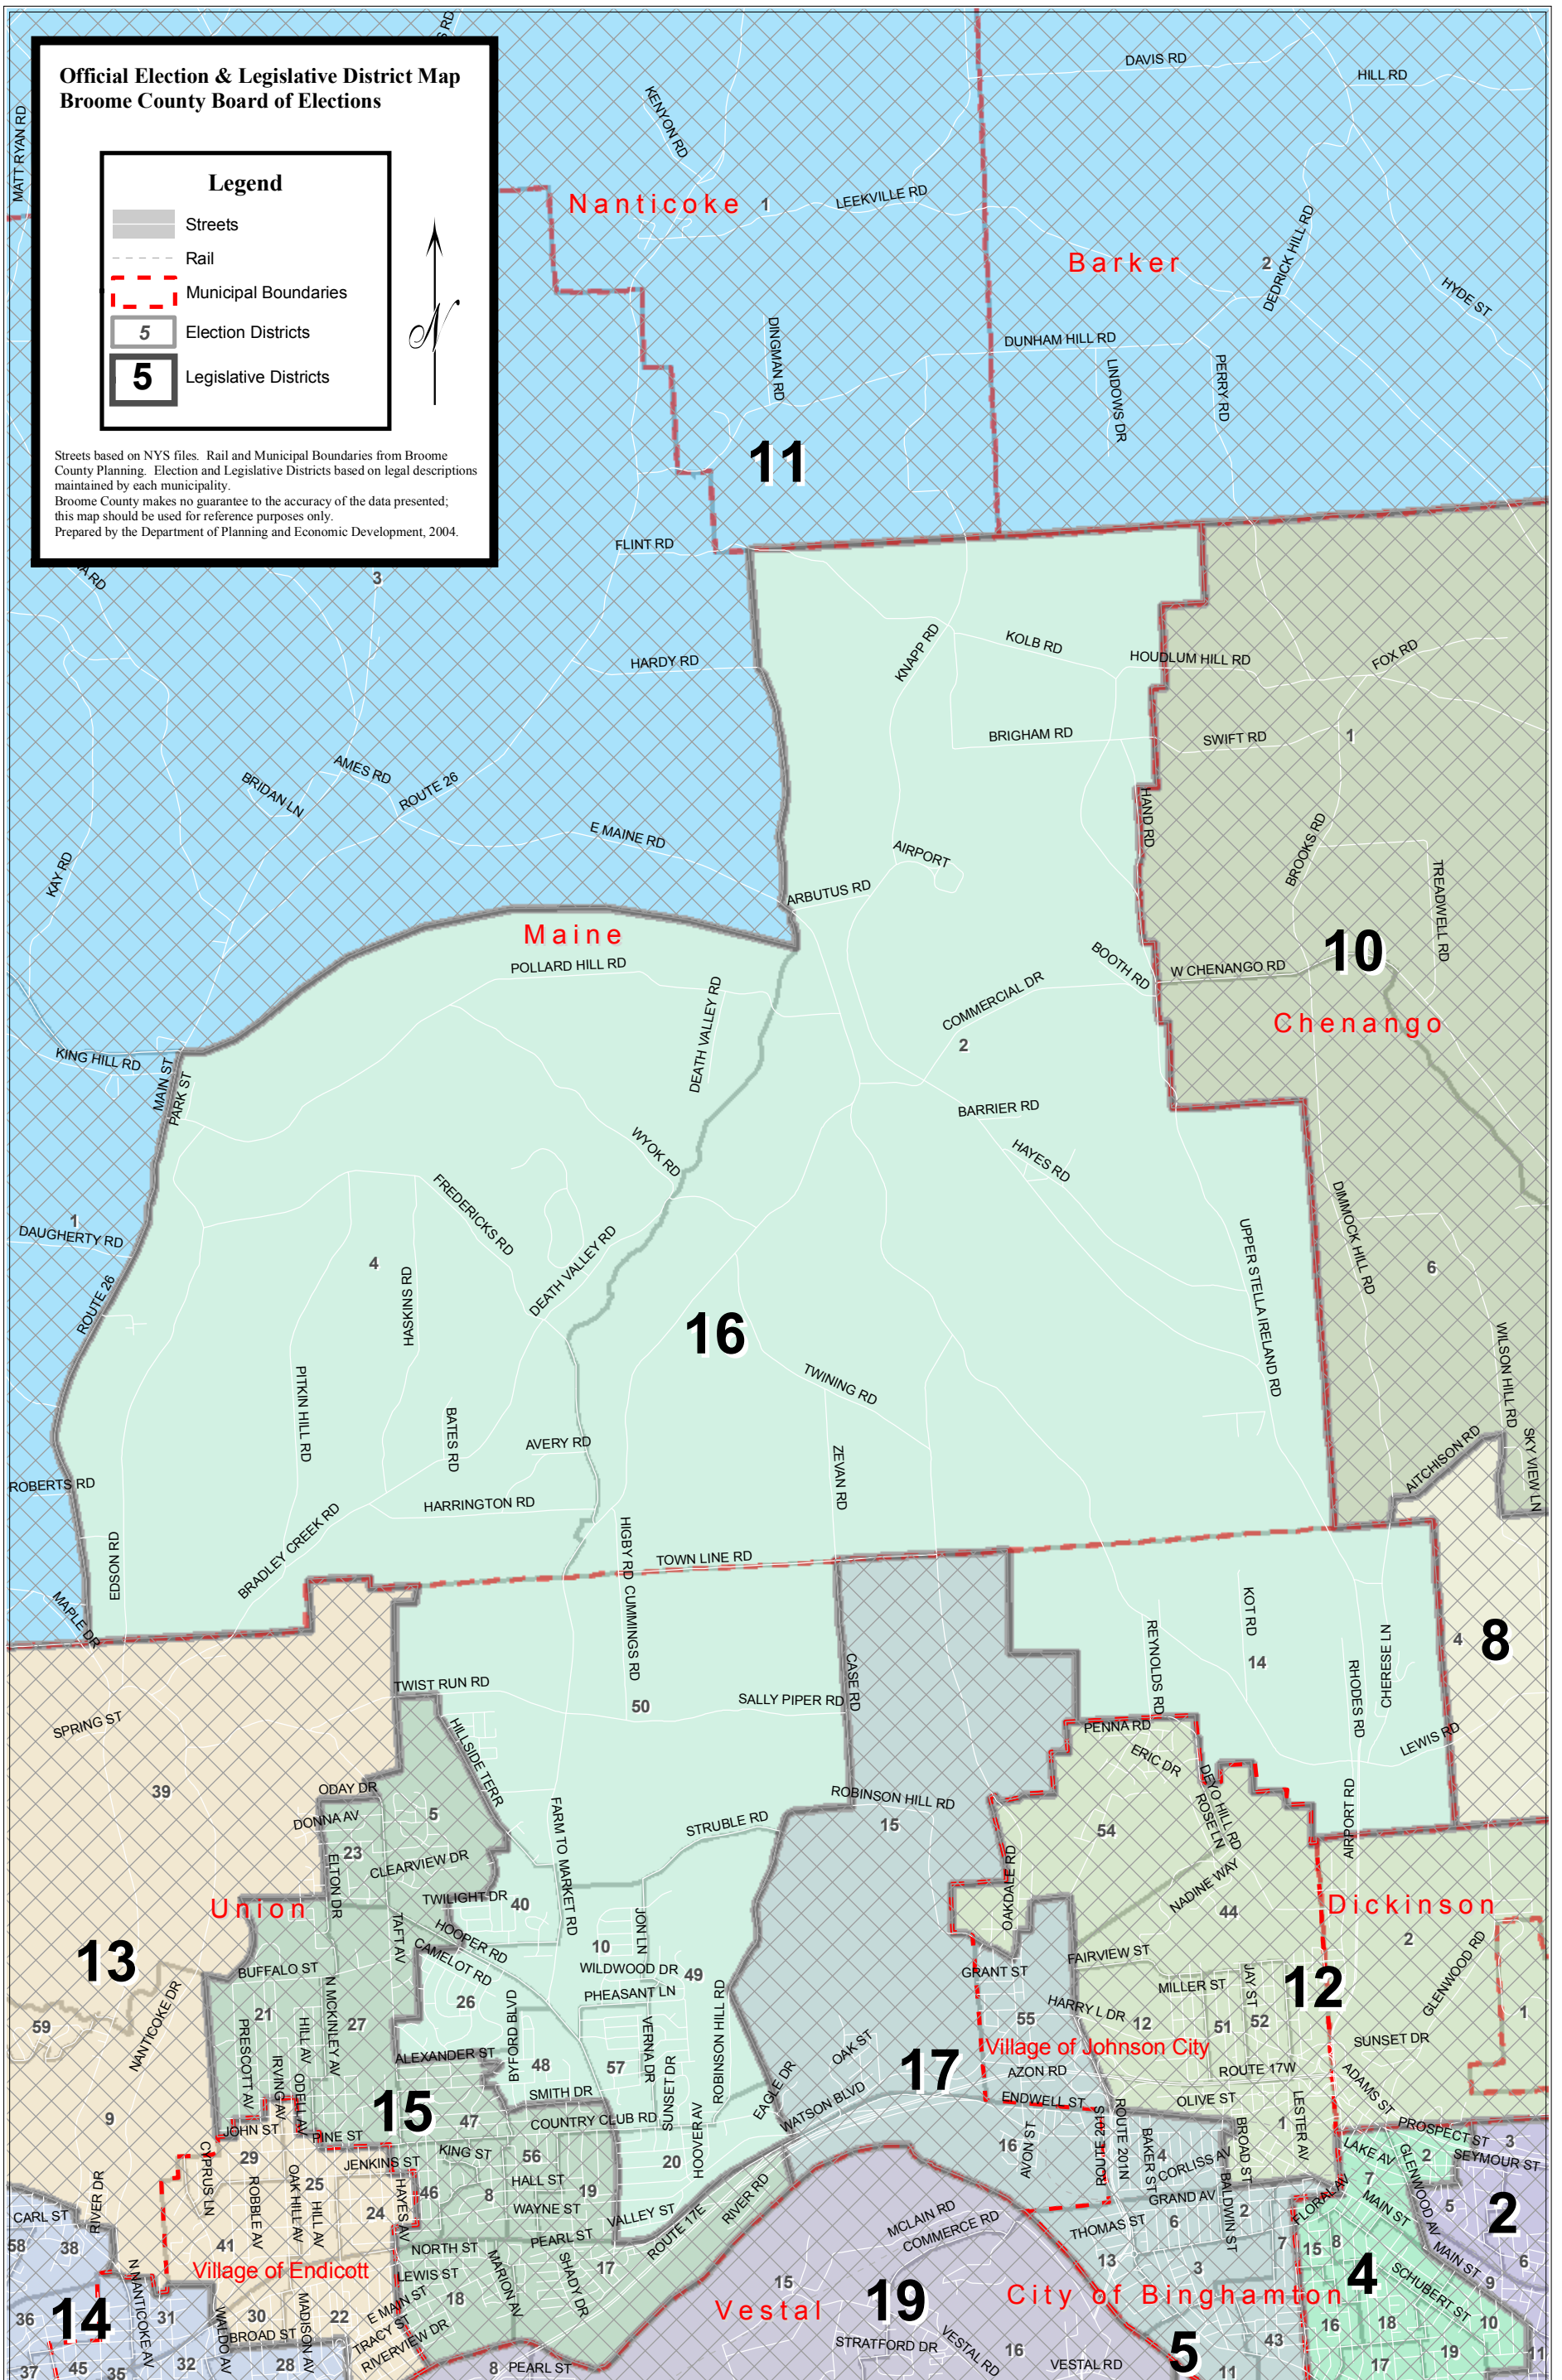 Official Election & Legislative District Map
Broome County Board of Elections
Legend
Streets
Rail
Municipal Boundaries
5
Election Districts
5
Legislative Districts
N
Streets based on NYS files. Rail and Municipal Boundaries from Broome
County Planning. Election and Legislative Districts based on legal descriptions
maintained by each municipality.
Broome County makes no guarantee to the accuracy of the data presented;
this map should be used for reference purposes only.
Prepared by the Department of Planning and Economic Development, 2004.
MATT RYAN RD
DAVIS RD
HILL RD
KENYON RD
Nanticoke
1
LEEKVILLE RD
Barker
2
DEDRICK HILL RD
HYDE ST
DINGMAN RD
DUNHAM HILL RD
LINDOWS DR
PERRY RD
11
FLINT RD
3
HARDY RD
KNAPP RD
KOLB RD
HOUDLUM HILL RD
FOX RD
BRIGHAM RD
SWIFT RD
1
AMES RD
BRIDAN LN
ROUTE 26
E MAINE RD
HAND RD
BROOKS RD
KAY RD
AIRPORT
ARBUTUS RD
TREADWELL RD
Maine
POLLARD HILL RD
DEATH VALLEY RD
BOOTH RD
W CHENANGO RD
10
Chenango
COMMERCIAL DR
2
KING HILL RD
MAIN ST
PARK ST
BARRIER RD
HAYES RD
WYOK RD
1
DAUGHERTY RD
FREDERICKS RD
DEATH VALLEY RD
4
HASKINS RD
ROUTE 26
UPPER STELLA IRELAND RD
DIMMOCK HILL RD
6
16
WILSON HILL RD
SKY VIEW LN
PITKIN HILL RD
BATES RD
TWINING RD
AVERY RD
ZEVAN RD
AITCHISON RD
ROBERTS RD
HARRINGTON RD
BRADLEY CREEK RD
EDSON RD
HIGBY RD
TOWN LINE RD
MAPLE DR
CUMMINGS RD
KOT RD
REYNOLDS RD
14
RHODES RD
CHERESE LN
4
8
TWIST RUN RD
50
SALLY PIPER RD
CASE RD
SPRING ST
HILLSIDE TERR
PENNA RD
LEWIS RD
39
ODAY DR
ERIC DR
DEYO HILL RD
ROSE LN
AIRPORT RD
DONNA AV
5
FARM TO MARKET RD
STRUBLE RD
ROBINSON HILL RD
15
54
23
CLEARVIEW DR
ELTON DR
TWILIGHT DR
40
OAKDALE RD
NADINE WAY
44
Union
TAFT AV
HOOPER RD
CAMELOT RD
JON LN
10
Dickinson
2
13
BUFFALO ST
WILDWOOD DR
49
PHEASANT LN
FAIRVIEW ST
GRANT ST
MILLER ST
JAY ST
12
GLENWOOD RD
NANTICOKE DR
N MCKINLEY AV
26
BYFORD BLVD
ROBINSON HILL RD
55
HARRY L DR
12
51
52
1
59
21
27
PRESCOTT AV
HILL AV
IRVING AV
ODELL AV
ALEXANDER ST
48
57
VERNA DR
SUNSET DR
OAK ST
Village of Johnson City
SUNSET DR
17
AZON RD
ROUTE 17W
ADAMS ST
EAGLE DR
15
SMITH DR
WATSON BLVD
ENDWELL ST
OLIVE ST
9
47
COUNTRY CLUB RD
HOOVER AV
1
LESTER AV
PROSPECT ST
JOHN ST
PINE ST
KING ST
56
AVON ST
16
ROUTE 201S
ROUTE 201N
BAKER ST
4
CORLISS AV
BROAD ST
LAKE AV
2
3
SEYMOUR ST
29
JENKINS ST
CYPRUS LN
25
20
7
GLENWOOD AV
46
8
HALL ST
19
RIVER RD
ROBBLE AV
OAK HILL AV
HILL AV
24
HAYES AV
WAYNE ST
VALLEY ST
MCLAIN RD
COMMERCE RD
GRAND AV
BALDWIN ST
2
FLORAL AV
MAIN ST
5
2
RIVER DR
CARL ST
58
38
41
NORTH ST
PEARL ST
ROUTE 17E
THOMAS ST
6
7
15
8
MAIN ST
6
Village of Endicott
LEWIS ST
MARION AV
SHADY DR
17
13
3
4
9
N NANTICOKE AV
18
15
Vestal
19
City of Binghamton
SCHUBERT ST
36
14
31
WALDO AV
30
MADISON AV
22
E MAIN ST
TRACY ST
RIVERVIEW DR
STRATFORD DR
VESTAL RD
16
VESTAL RD
5
43
16
18
10
BROAD ST
37
45
35
32
28
8
PEARL ST
11
17
19
11